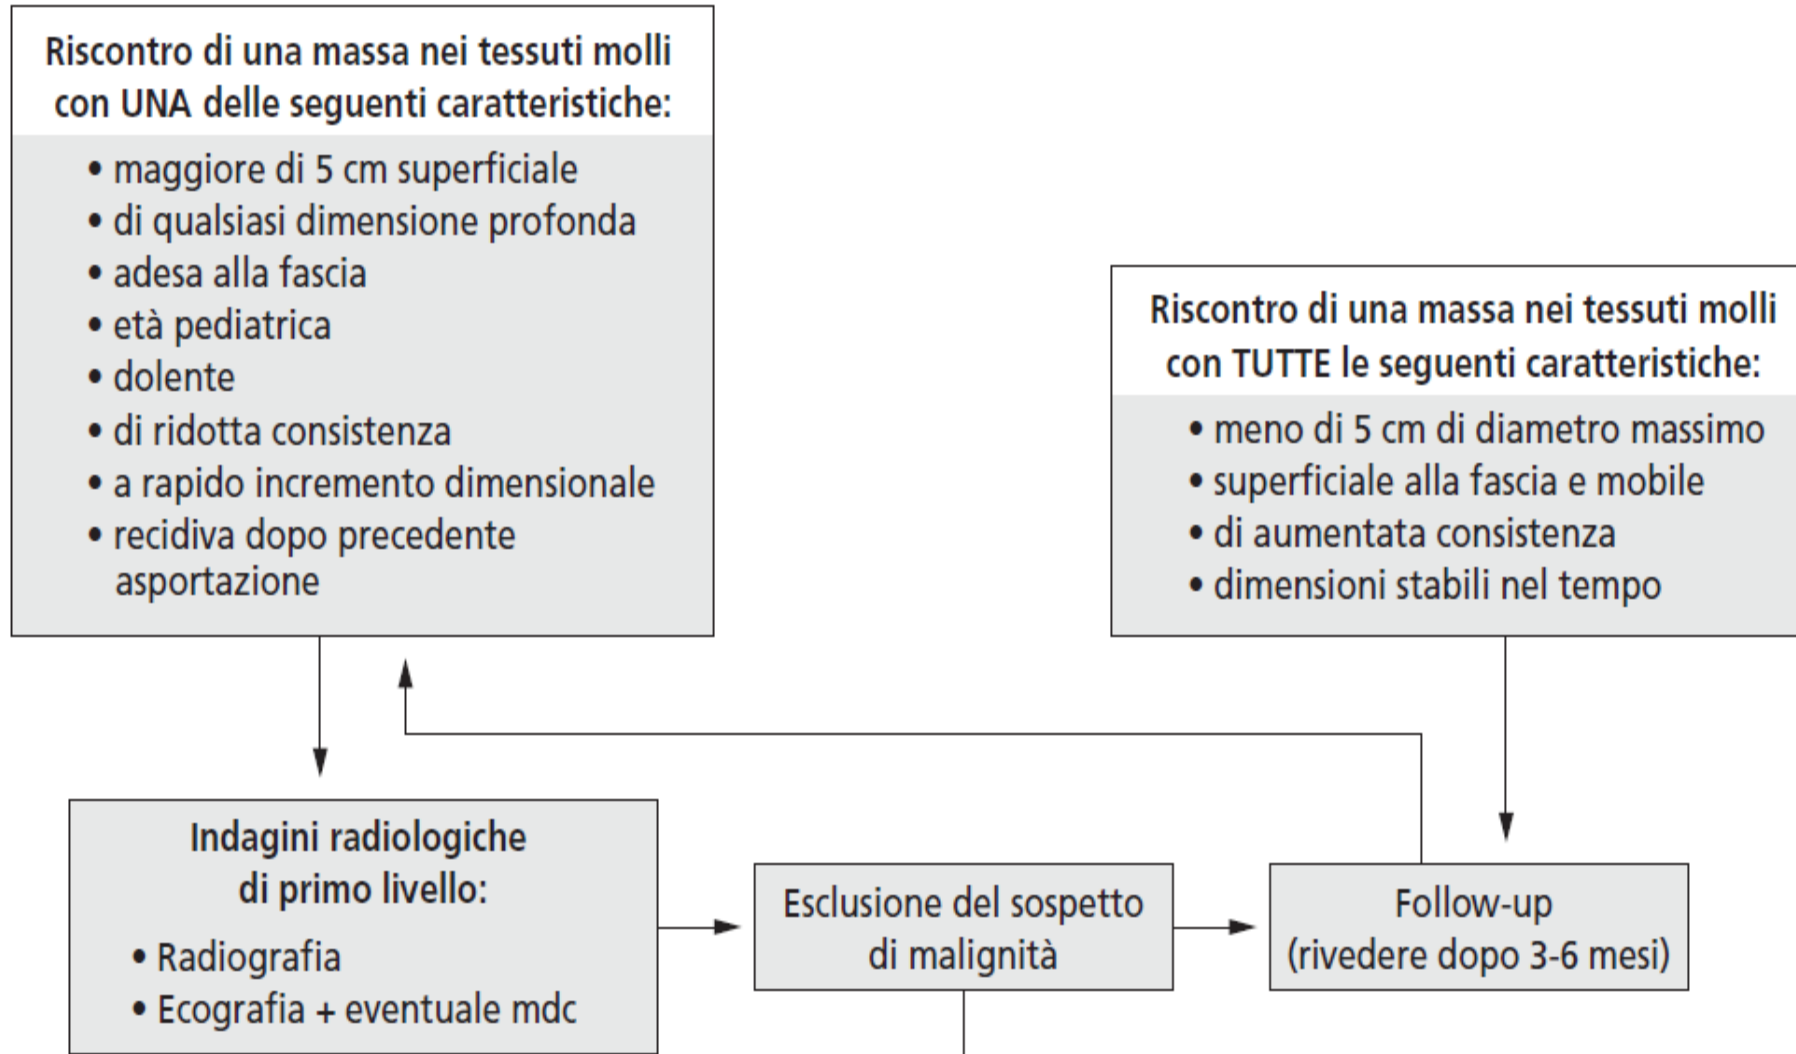 Riscontro di una massa nei tessuti molli
con UNA delle seguenti caratteristiche:
• maggiore di 5 cm superficiale
• di qualsiasi dimensione profonda
• adesa alla fascia
• età pediatrica
• dolente
• di ridotta consistenza
• a rapido incremento dimensionale
• recidiva dopo precedente
asportazione
Riscontro di una massa nei tessuti molli
con TUTTE le seguenti caratteristiche:
• meno di 5 cm di diametro massimo
• superficiale alla fascia e mobile
• di aumentata consistenza
• dimensioni stabili nel tempo
Indagini radiologiche
di primo livello:
• Radiografia
• Ecografia + eventuale mdc
Esclusione del sospetto
di malignità
Follow-up
(rivedere dopo 3-6 mesi)